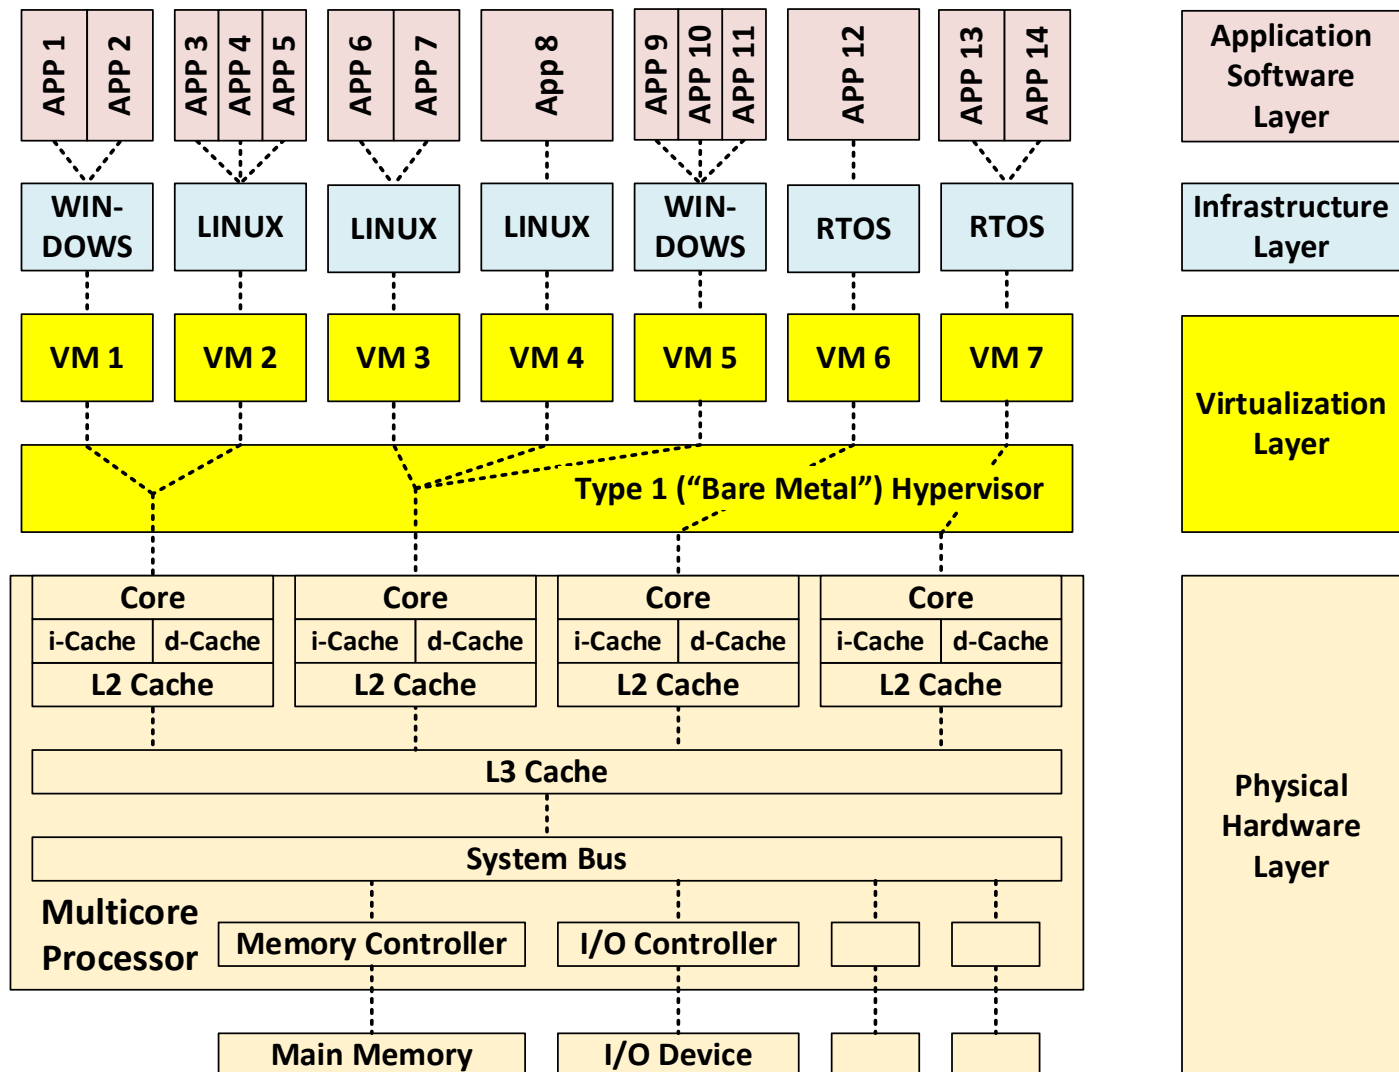 APP 1
APP 2
APP 3
APP 4
APP 5
APP 6
APP 7
App 8
APP 9
APP 10
APP 11
APP 12
APP 13
APP 14
Application
Software
Layer
WIN-
DOWS
LINUX
LINUX
LINUX
WIN-
DOWS
RTOS
RTOS
Infrastructure
Layer
VM 1
VM 2
VM 3
VM 4
VM 5
VM 6
VM 7
Virtualization
Layer
Type 1 (“Bare Metal”) Hypervisor
Core
Core
Core
Core
i-Cache
d-Cache
i-Cache
d-Cache
i-Cache
d-Cache
i-Cache
d-Cache
L2 Cache
L2 Cache
L2 Cache
L2 Cache
L3 Cache
System Bus
Physical
Hardware
Layer
Multicore
Processor
Memory Controller
I/O Controller
Main Memory
I/O Device